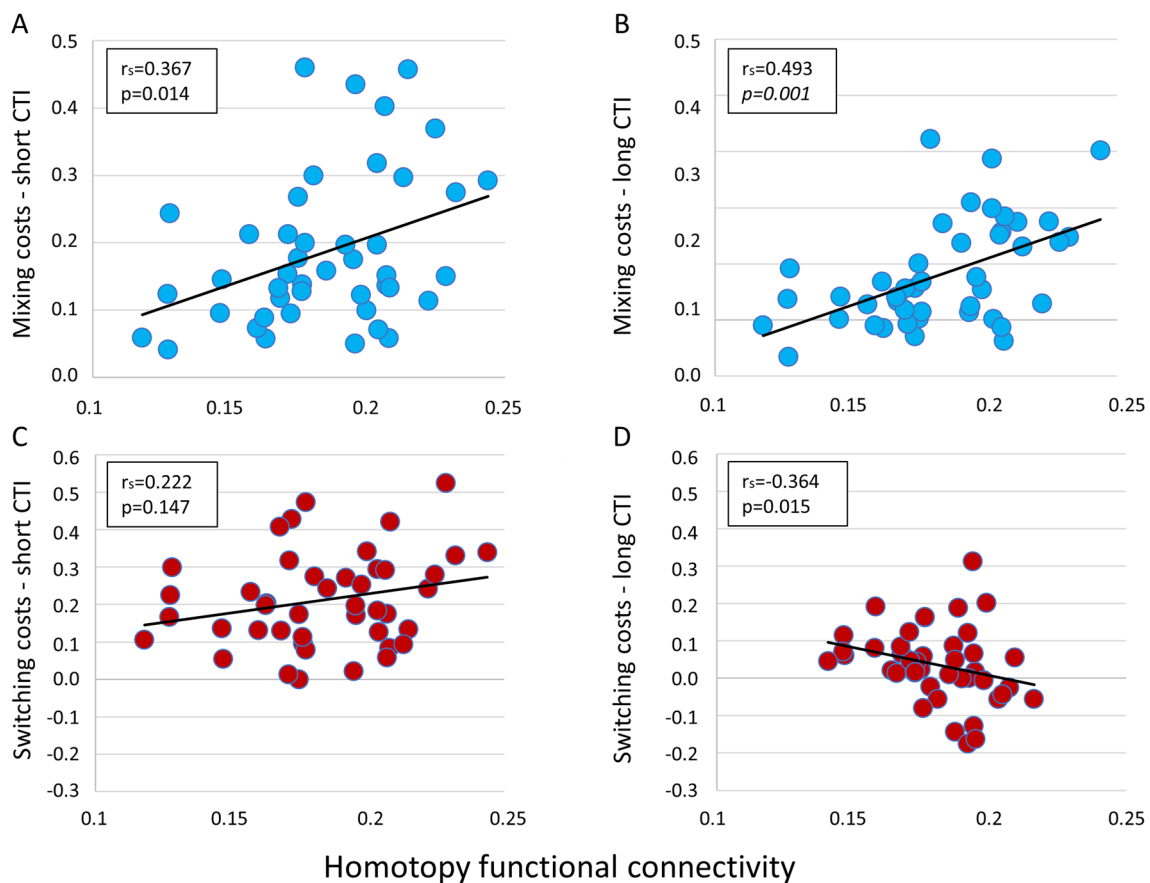 A
Mixing costs - short CTI
0.5
0.4
0.3
0.2
0.1
0.0
rs=0.367
p=0.014
0.1 0.15 0.2 0.25
B
Mixing costs - long CTI
0.5
0.4
0.3
0.2
0.1
0.0
rs=0.493
p=0.001
0.1 0.15 0.2 0.25
C
Switching costs - short CTI
0.6
0.5
0.4
0.3
0.2
0.1
0.0
-0.1
-0.2
-0.3
rs=0.222
p=0.147
0.1 0.15 0.2 0.25
D
Switching costs - long CTI
0.6
0.5
0.4
0.3
0.2
0.1
0.0
-0.1
-0.2
-0.3
rs=-0.364
p=0.015
0.1 0.15 0.2 0.25
Homotopy functional connectivity